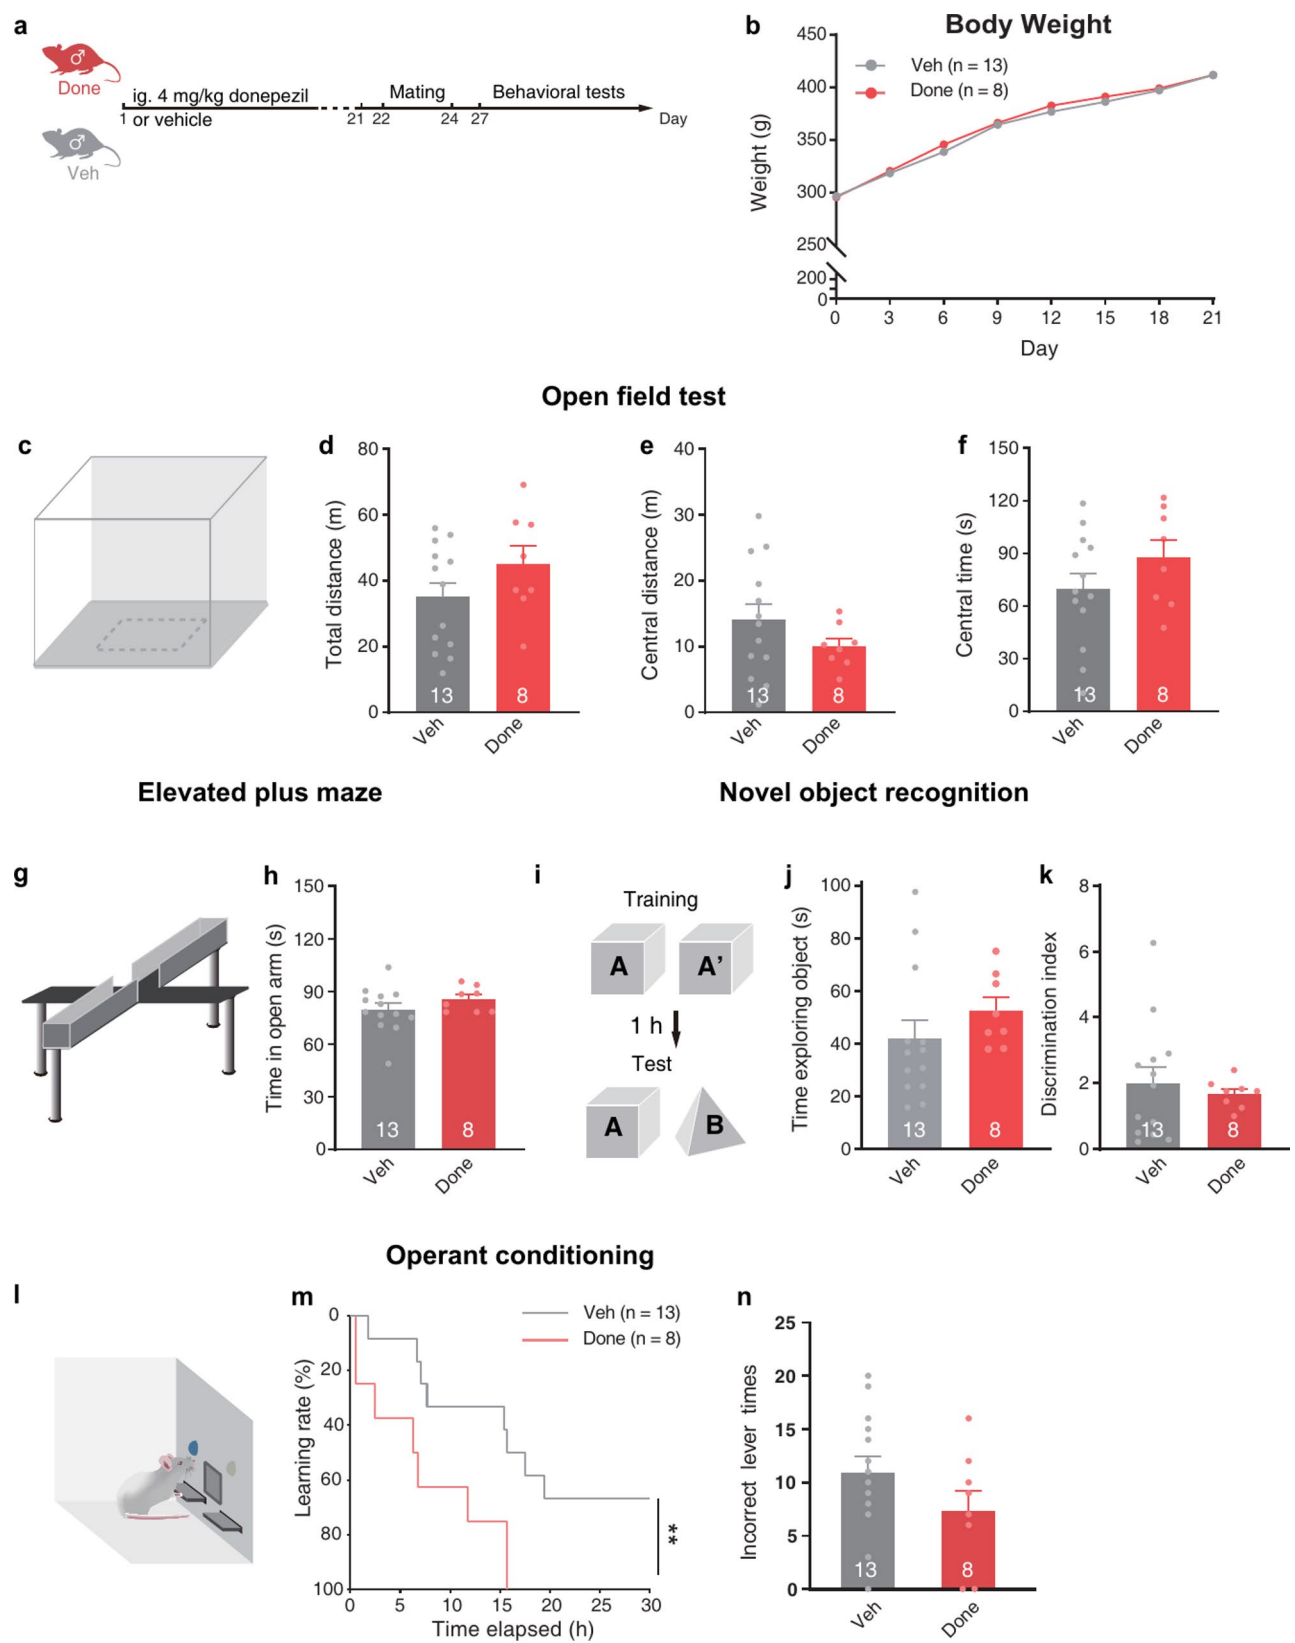 a
♂
Done
♂
Veh
ig. 4 mg/kg donepezil
or vehicle
Mating
Behavioral tests
1 21 22 24 27 Day
b
Body Weight
Veh (n = 13)
Done (n = 8)
Weight (g)
450
400
350
300
250
200
0
0 3 6 9 12 15 18 21
Day
Open field test
c
d
Total distance (m)
80
60
40
20
0
13 8
Veh Done
e
Central distance (m)
40
30
20
10
0
13 8
Veh Done
f
Central time (s)
150
120
90
60
30
0
13 8
Veh Done
Elevated plus maze
Novel object recognition
g
h
Time in open arm (s)
150
120
90
60
30
0
13 8
Veh Done
i
Training
A A’
1 h
Test
A B
j
Time exploring object (s)
100
80
60
40
20
0
13 8
Veh Done
k
Discrimination index
8
6
4
2
0
13 8
Veh Done
Operant conditioning
l
m
Veh (n = 13)
Done (n = 8)
Learning rate (%)
0
20
40
60
80
100
**
0 5 10 15 20 25 30
Time elapsed (h)
n
Incorrect lever times
25
20
15
10
5
0
13 8
Veh Done